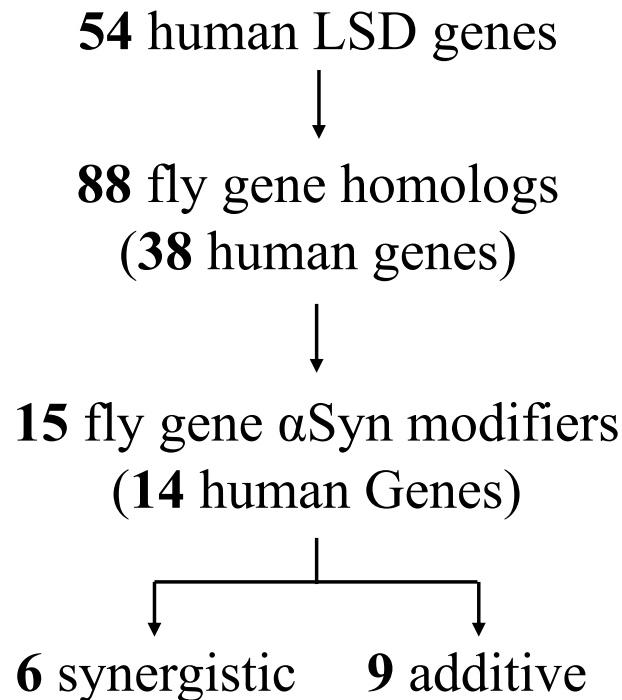 54 human LSD genes
88 fly gene homologs
(38 human genes)
15 fly gene αSyn modifiers
(14 human Genes)
6 synergistic 9 additive